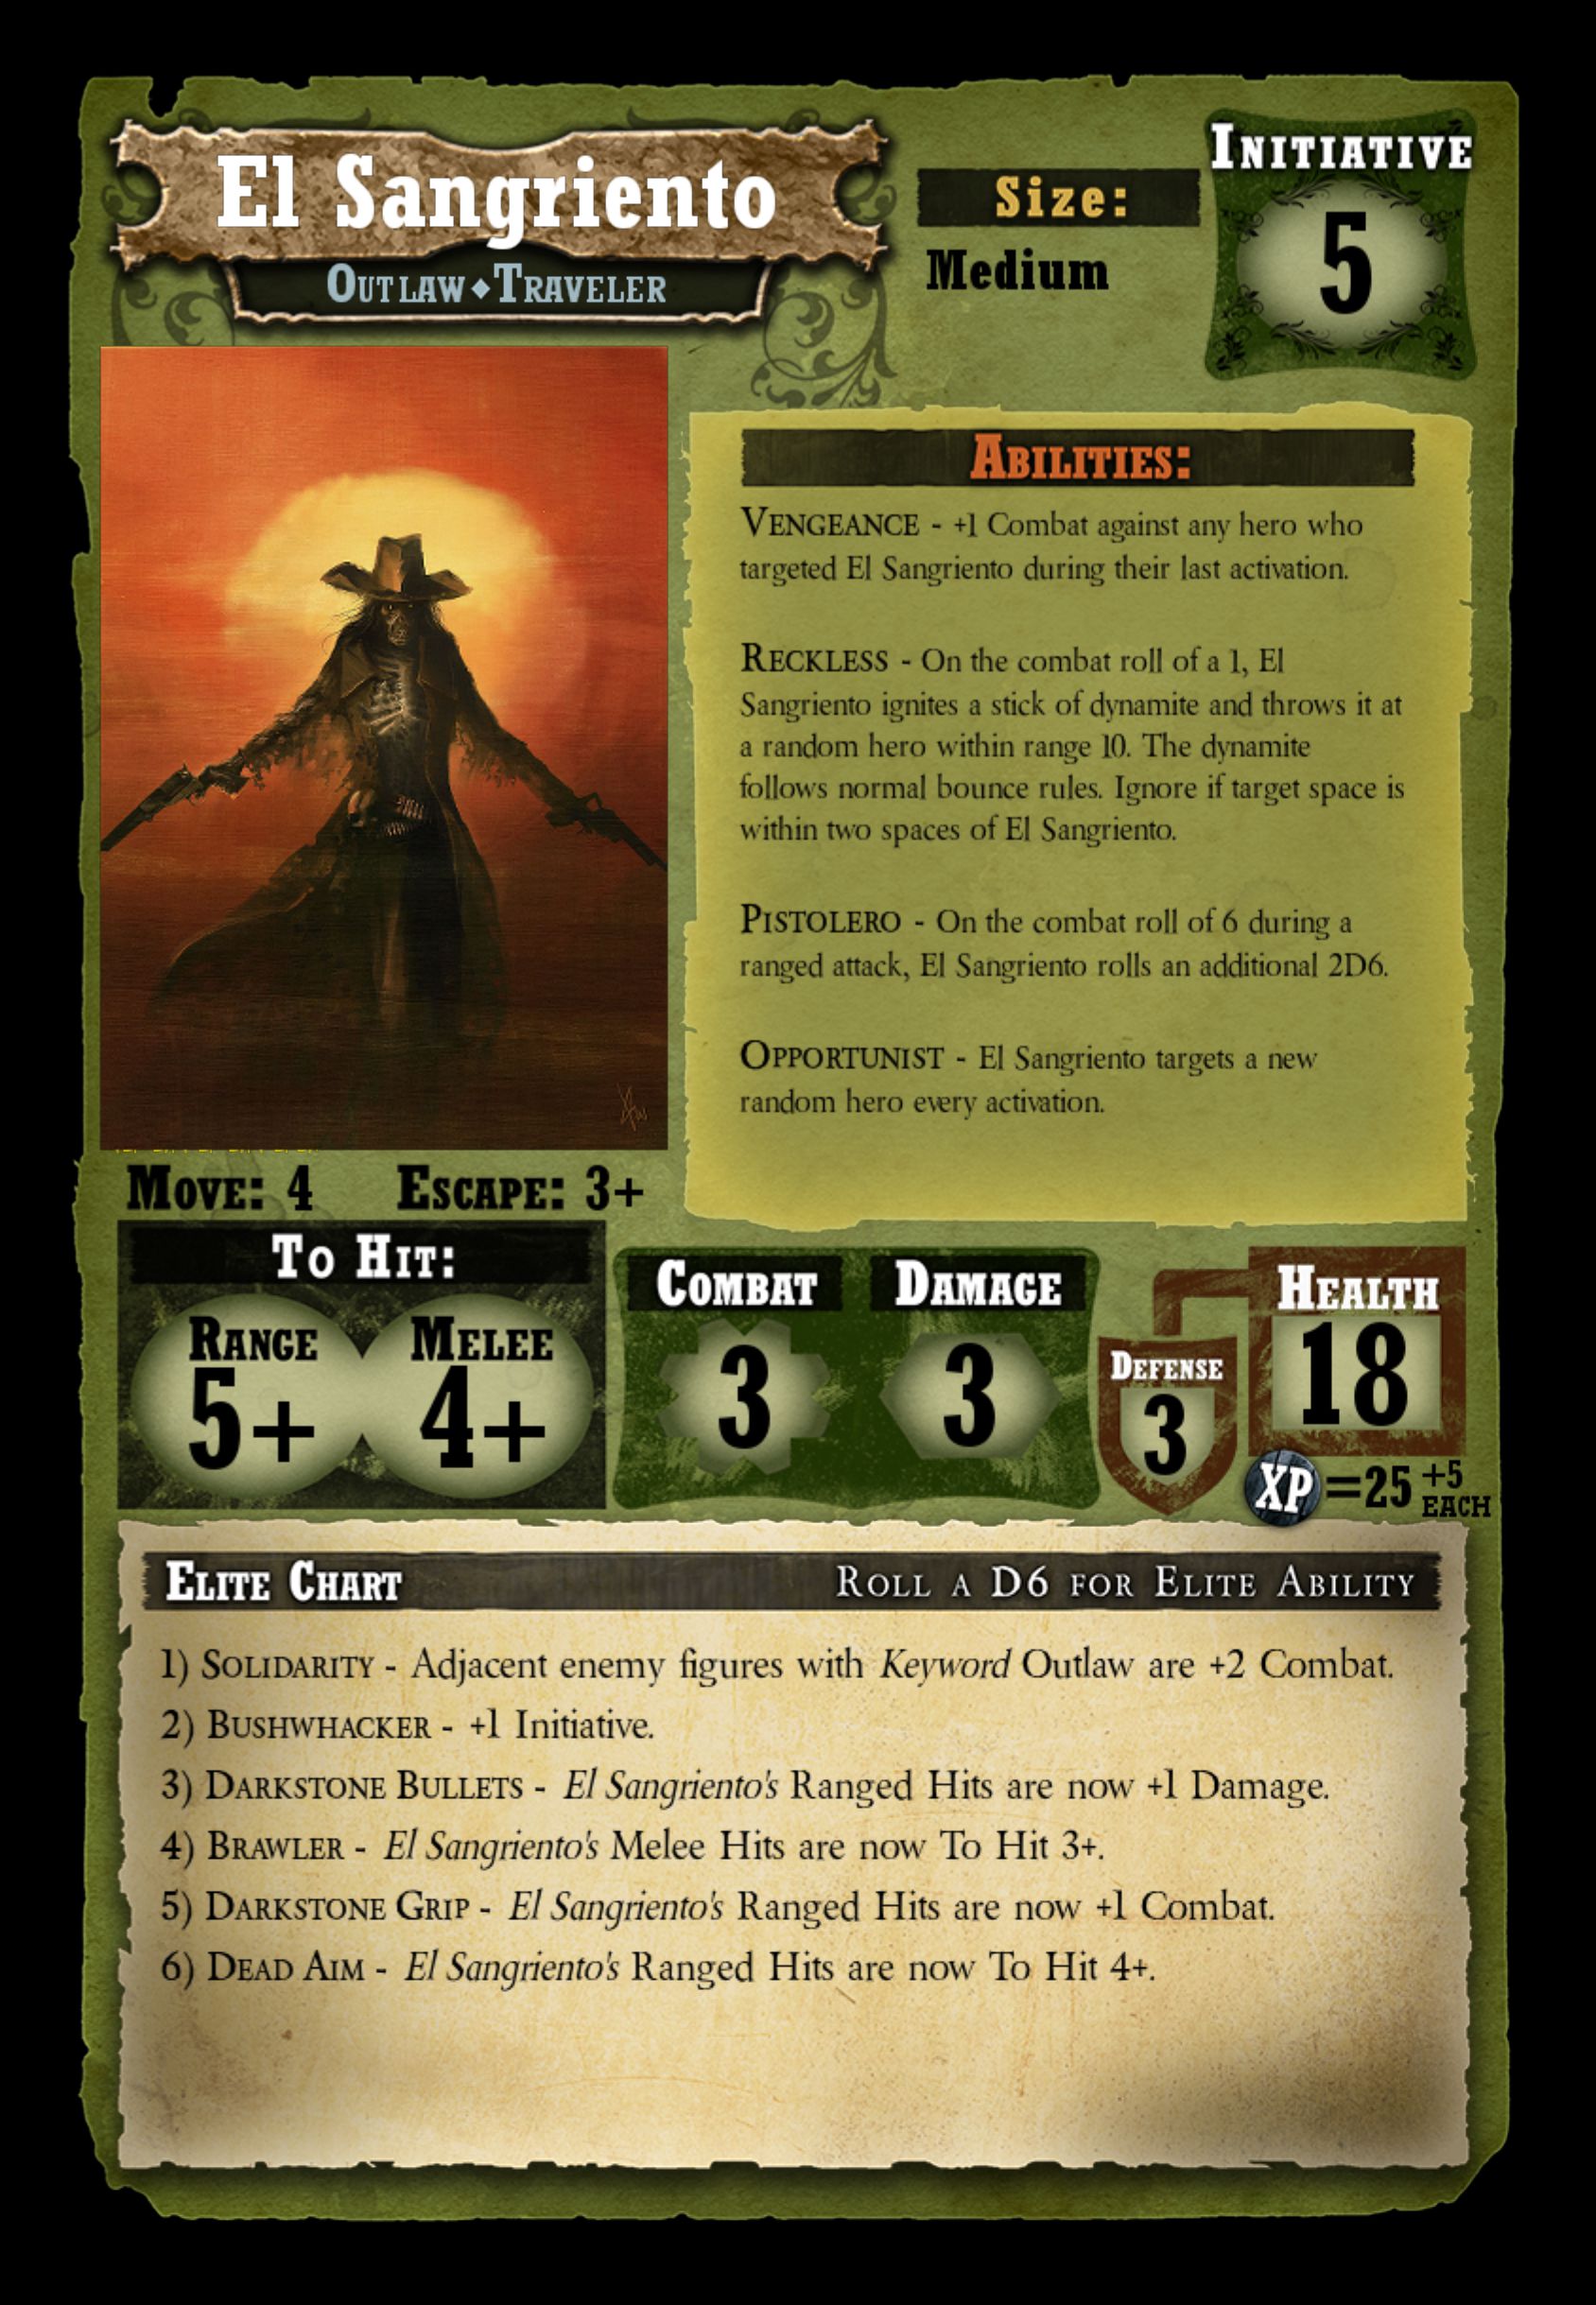 El Sangriento
Outlaw◆Traveler
Size:
Medium
Initiative
5
Abilities:
Vengeance - +1 Combat against any hero who
targeted El Sangriento during their last activation.
Reckless - On the combat roll of a 1, El
Sangriento ignites a stick of dynamite and throws it at
a random hero within range 10. The dynamite
follows normal bounce rules. Ignore if target space is
within two spaces of El Sangriento.
Pistolero - On the combat roll of 6 during a
ranged attack, El Sangriento rolls an additional 2D6.
Opportunist - El Sangriento targets a new
random hero every activation.
Move: 4 Escape: 3+
To Hit:
Range
5+
Melee
4+
Combat
3
Damage
3
Defense
3
Health
18
XP=25 +5
EACH
Elite Chart Roll a D6 for Elite Ability
1) Solidarity - Adjacent enemy figures with Keyword Outlaw are +2 Combat.
2) Bushwhacker - +1 Initiative.
3) Darkstone Bullets - El Sangriento's Ranged Hits are now +1 Damage.
4) Brawler - El Sangriento's Melee Hits are now To Hit 3+.
5) Darkstone Grip - El Sangriento's Ranged Hits are now +1 Combat.
6) Dead Aim - El Sangriento's Ranged Hits are now To Hit 4+.